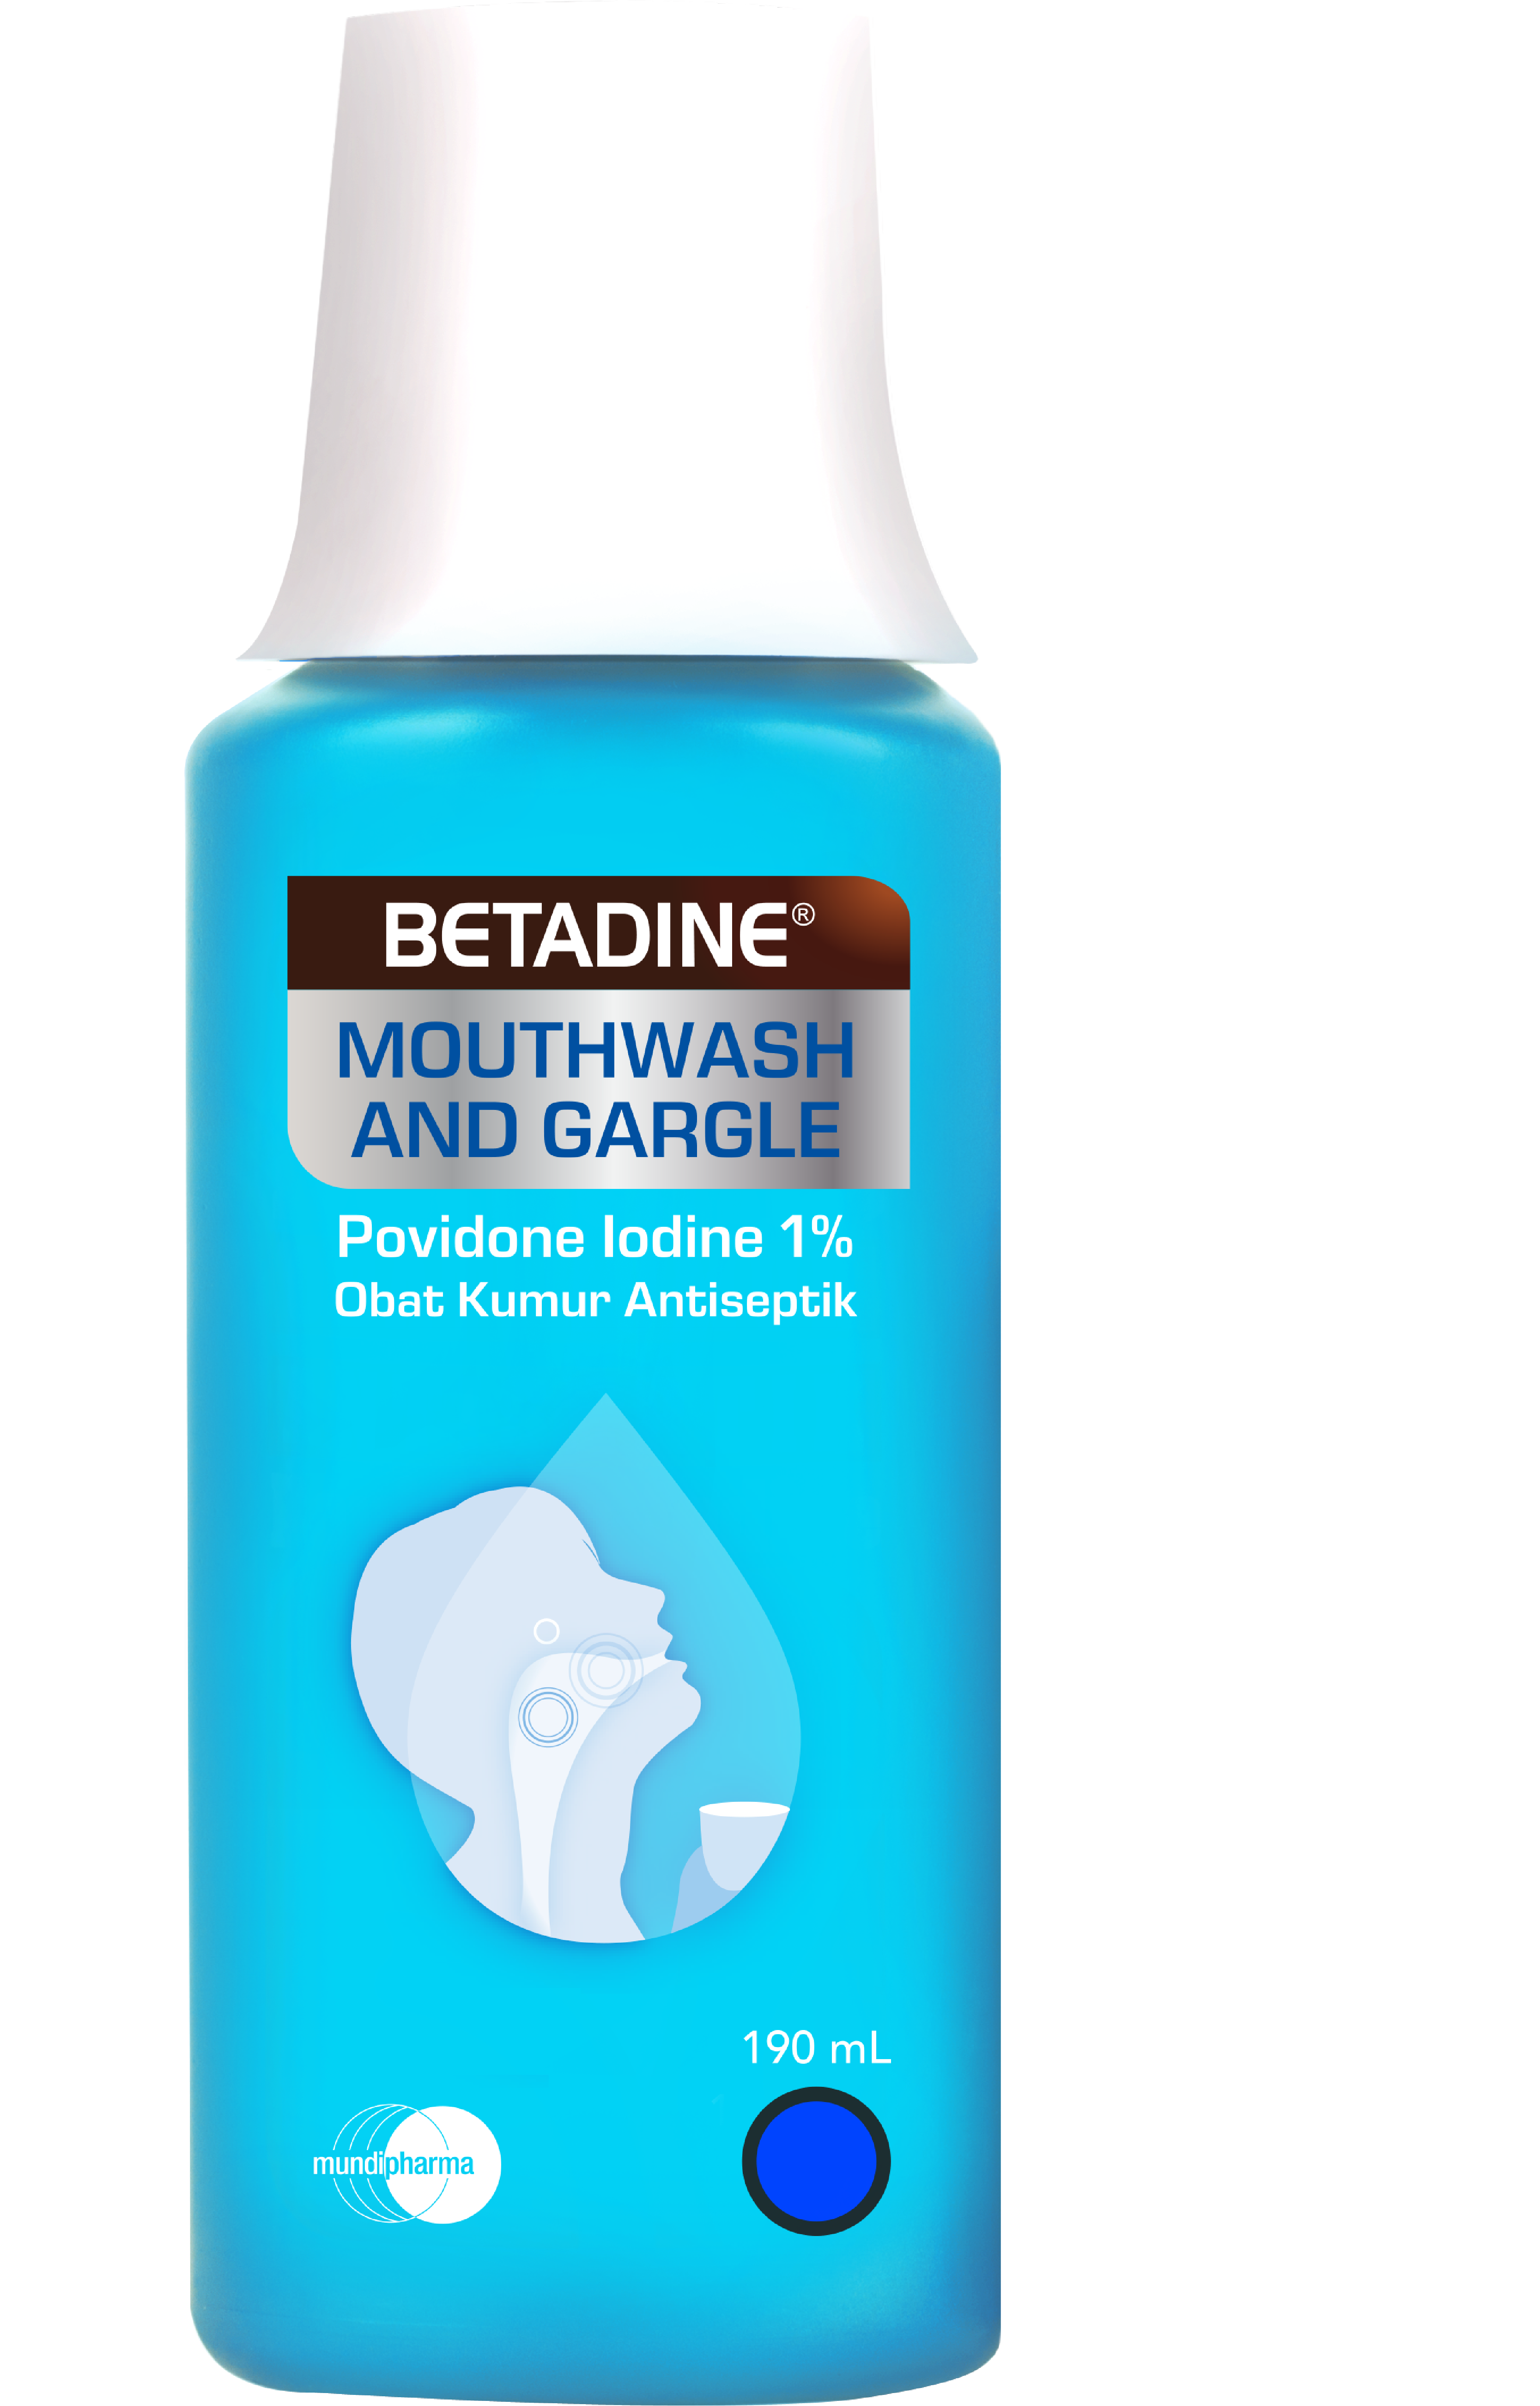 BETADINE®
MOUTHWASH
AND GARGLE
Povidone Iodine 1%
Obat Kumur Antiseptik
190 mL
mundipharma